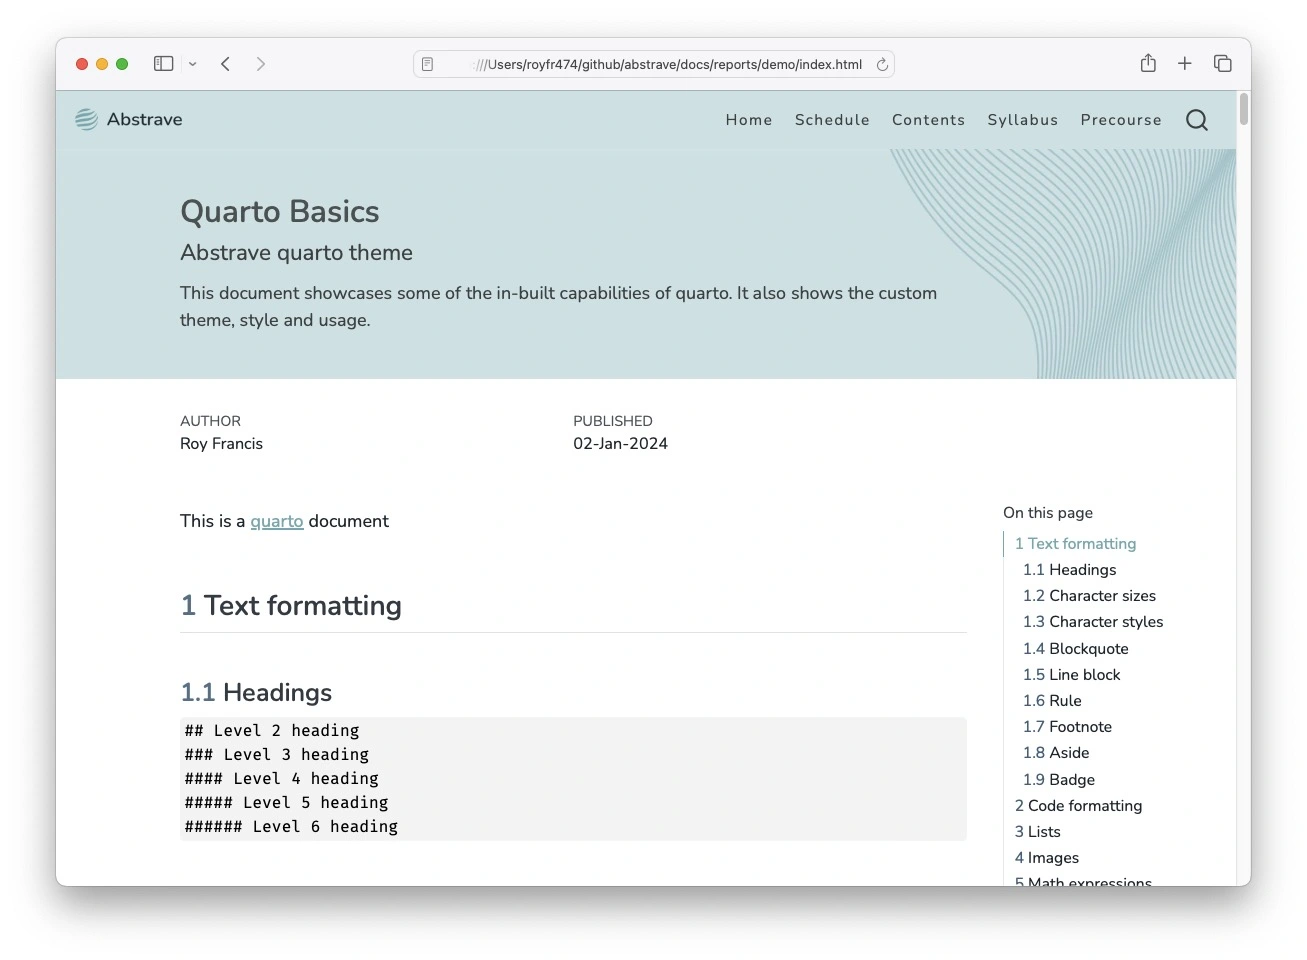 :///Users/royfr474/github/abstrave/docs/reports/demo/index.html
Abstrave
Home Schedule Contents Syllabus Precourse
Quarto Basics
Abstrave quarto theme
This document showcases some of the in-built capabilities of quarto. It also shows the custom
theme, style and usage.
AUTHOR
Roy Francis
PUBLISHED
02-Jan-2024
This is a quarto document
1 Text formatting
1.1 Headings
## Level 2 heading
### Level 3 heading
#### Level 4 heading
##### Level 5 heading
###### Level 6 heading
On this page
1 Text formatting
1.1 Headings
1.2 Character sizes
1.3 Character styles
1.4 Blockquote
1.5 Line block
1.6 Rule
1.7 Footnote
1.8 Aside
1.9 Badge
2 Code formatting
3 Lists
4 Images
5 Math expressions